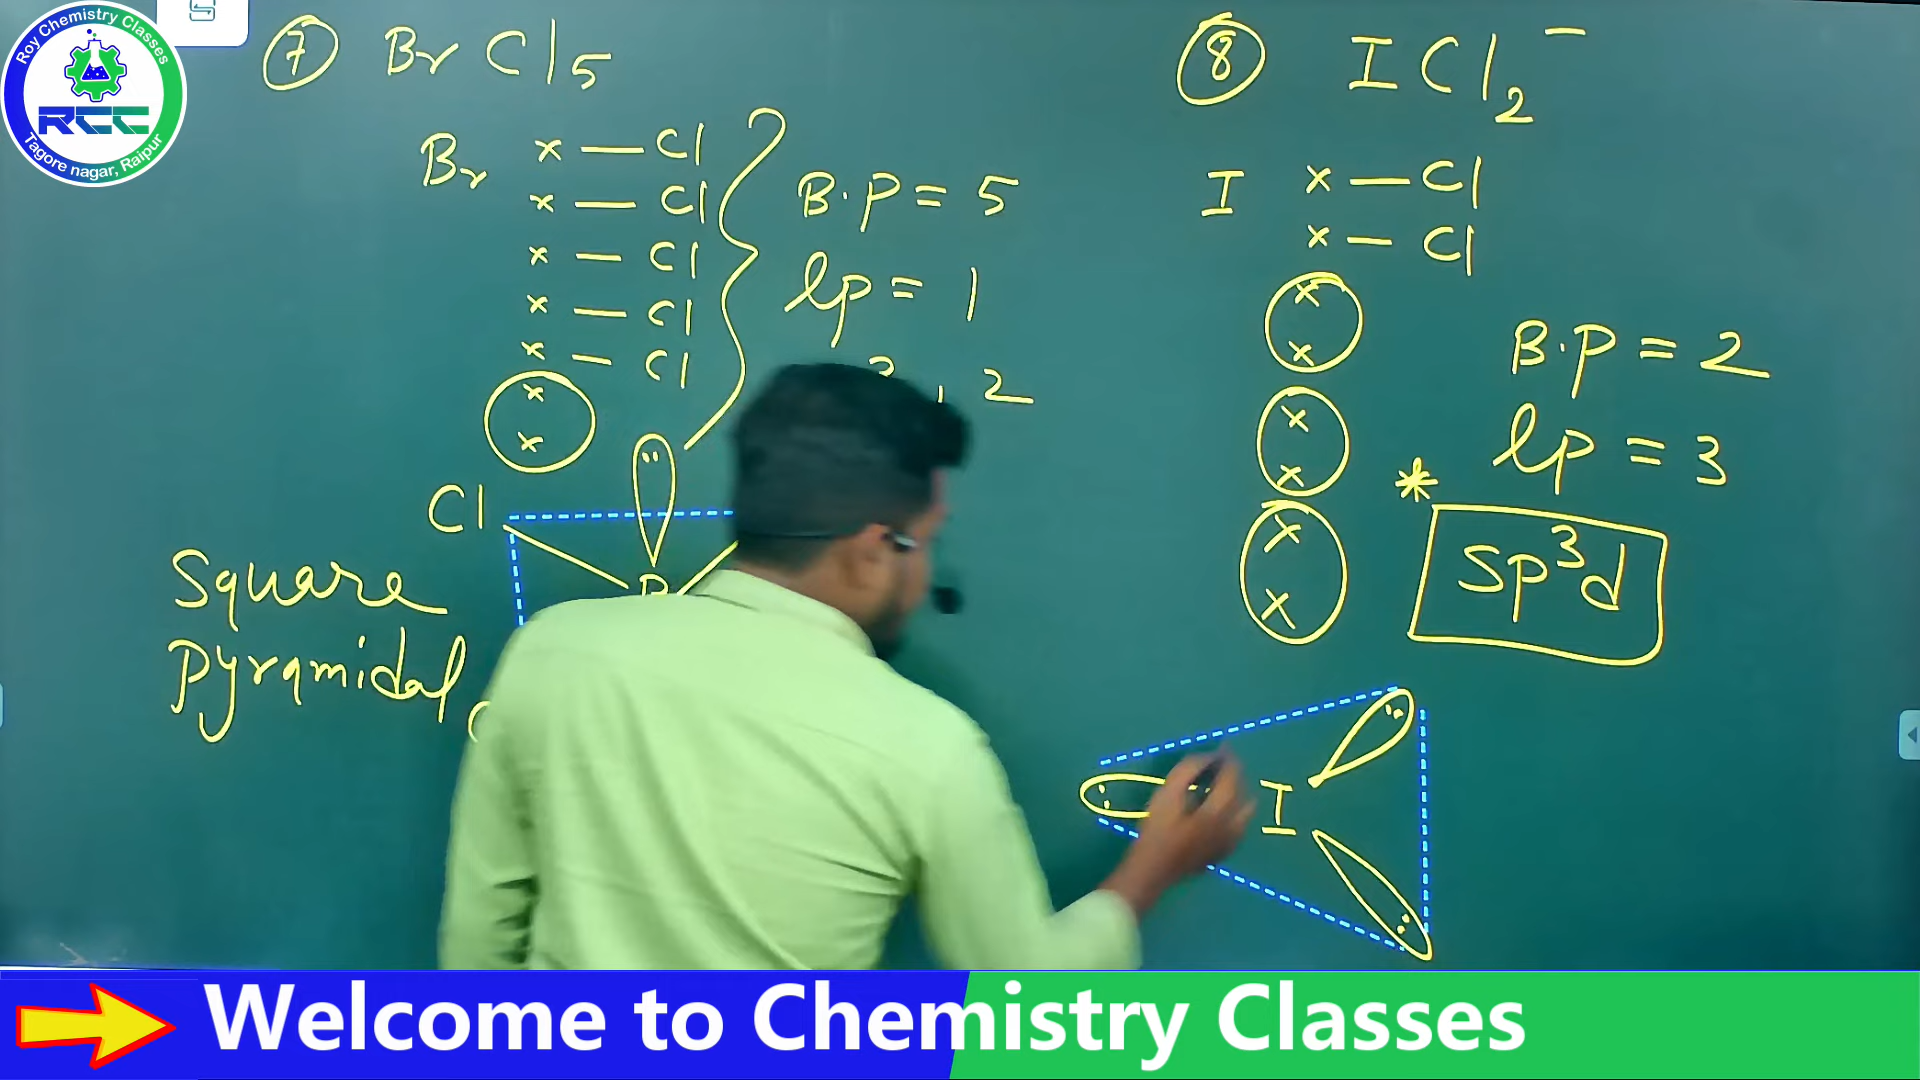 Roy Chemistry Classes
RCC
Tagore nagar, Raipur
7 BrCl5
Br x — Cl
x — Cl
x — Cl
x — Cl
x — Cl
x
x
B.P = 5
lp = 1
2
Cl
Square
Pyramidal
8 ICl2⁻
I x — Cl
x — Cl
x
x
x
x
x
x
B.P = 2
lp = 3
* sp³d
I
Welcome to Chemistry Classes